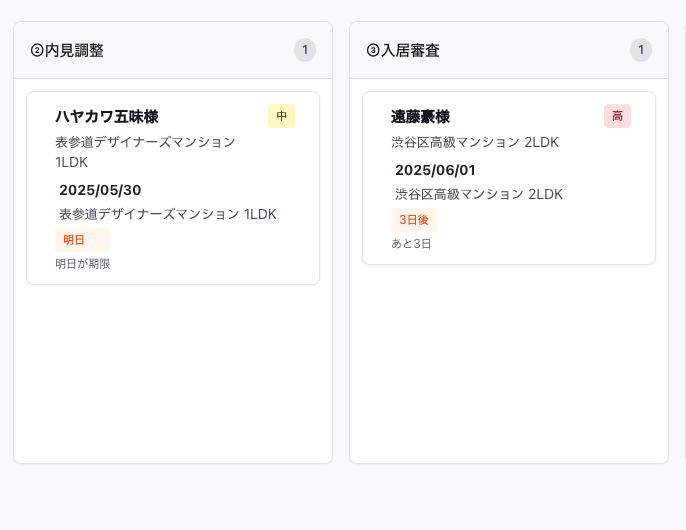 ②内見調整
1
ハヤカワ五味様
中
表参道デザイナーズマンション
1LDK
2025/05/30
表参道デザイナーズマンション 1LDK
明日
明日が期限
③入居審査
1
遠藤豪様
高
渋谷区高級マンション 2LDK
2025/06/01
渋谷区高級マンション 2LDK
3日後
あと3日